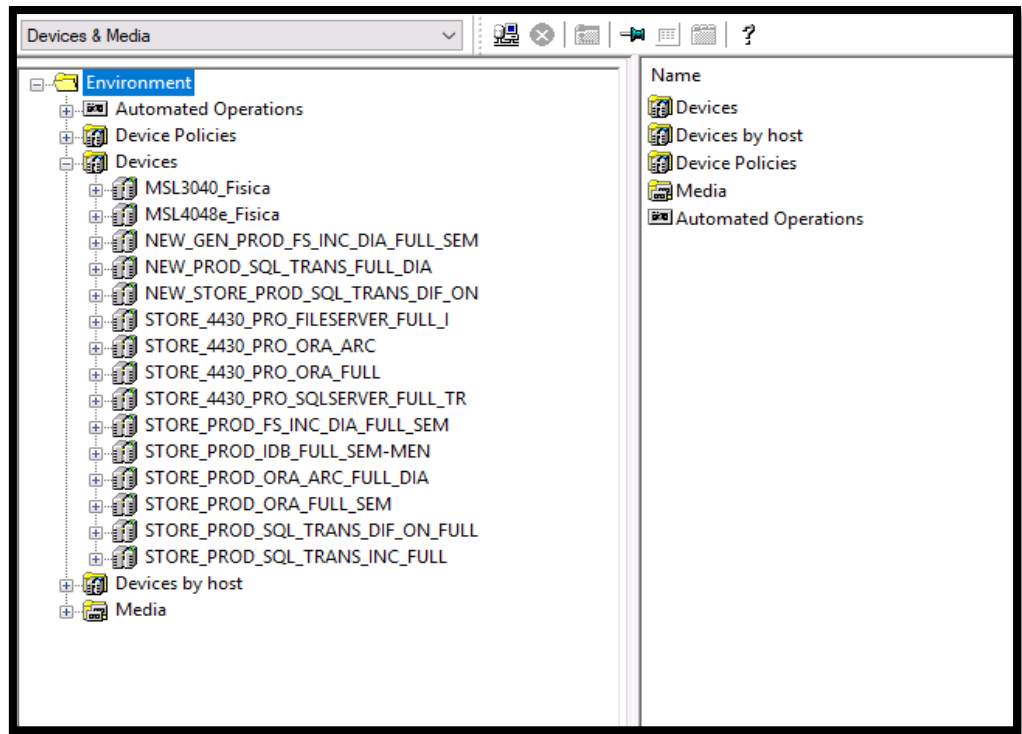 Devices & Media
?
Environment
Automated Operations
Device Policies
Devices
MSL3040_Fisica
MSL4048e_Fisica
NEW_GEN_PROD_FS_INC_DIA_FULL_SEM
NEW_PROD_SQL_TRANS_FULL_DIA
NEW_STORE_PROD_SQL_TRANS_DIF_ON
STORE_4430_PRO_FILESERVER_FULL_I
STORE_4430_PRO_ORA_ARC
STORE_4430_PRO_ORA_FULL
STORE_4430_PRO_SQLSERVER_FULL_TR
STORE_PROD_FS_INC_DIA_FULL_SEM
STORE_PROD_IDB_FULL_SEM-MEN
STORE_PROD_ORA_ARC_FULL_DIA
STORE_PROD_ORA_FULL_SEM
STORE_PROD_SQL_TRANS_DIF_ON_FULL
STORE_PROD_SQL_TRANS_INC_FULL
Devices by host
Media
Name
Devices
Devices by host
Device Policies
Media
Automated Operations